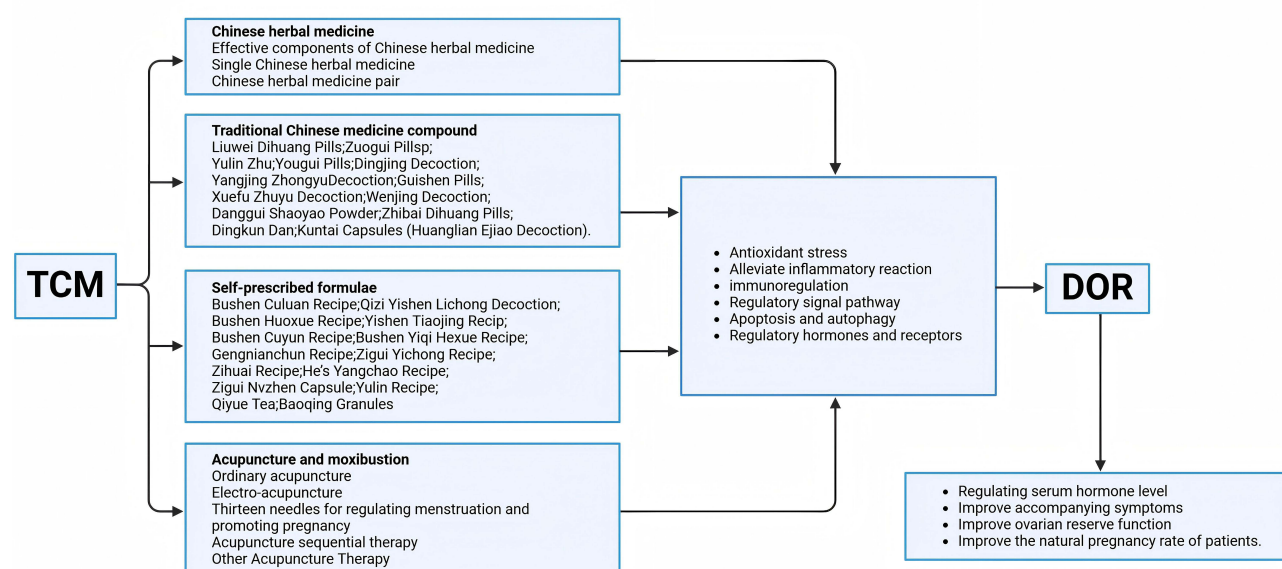 TCM
Chinese herbal medicine
Effective components of Chinese herbal medicine
Single Chinese herbal medicine
Chinese herbal medicine pair
Traditional Chinese medicine compound
Liuwei Dihuang Pills;Zuogui Pillsp;
Yulin Zhu;Yougui Pills;Dingjing Decoction;
Yangjing ZhongyuDecoction;Guishen Pills;
Xuefu Zhuyu Decoction;Wenjing Decoction;
Danggui Shaoyao Powder;Zhibai Dihuang Pills;
Dingkun Dan;Kuntai Capsules (Huanglian Ejiao Decoction).
Self-prescribed formulae
Bushen Culuan Recipe;Qizi Yishen Lichong Decoction;
Bushen Huoxue Recipe;Yishen Tiaojing Recip;
Bushen Cuyun Recipe;Bushen Yiqi Hexue Recipe;
Gengnianchun Recipe;Zigui Yichong Recipe;
Zihuai Recipe;He's Yangchao Recipe;
Zigui Nvzhen Capsule;Yulin Recipe;
Qiyue Tea;Baoqing Granules
Acupuncture and moxibustion
Ordinary acupuncture
Electro-acupuncture
Thirteen needles for regulating menstruation and
promoting pregnancy
Acupuncture sequential therapy
Other Acupuncture Therapy
• Antioxidant stress
• Alleviate inflammatory reaction
• immunoregulation
• Regulatory signal pathway
• Apoptosis and autophagy
• Regulatory hormones and receptors
DOR
• Regulating serum hormone level
• Improve accompanying symptoms
• Improve ovarian reserve function
• Improve the natural pregnancy rate of patients.